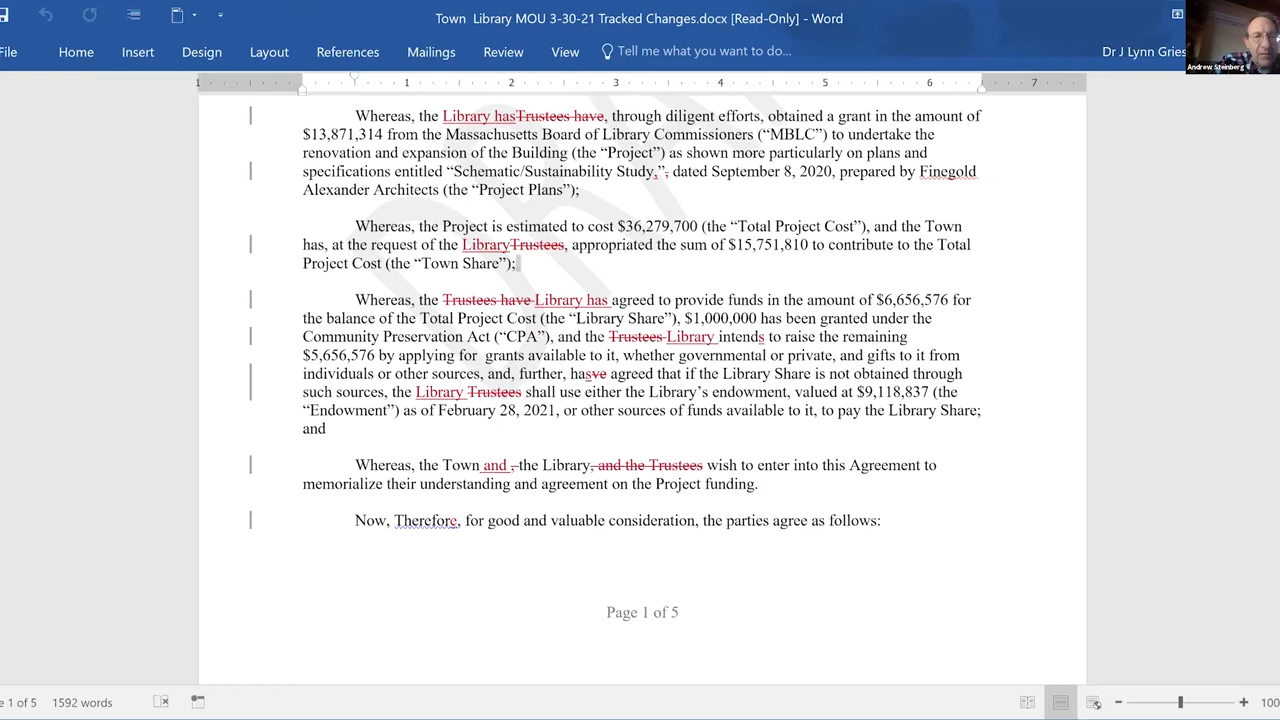 Town  Library MOU 3-30-21 Tracked Changes.docx [Read-Only] - Word
File Home Insert Design Layout References Mailings Review View Tell me what you want to do... Dr J Lynn Gries
Andrew Steinberg
1 1 2 3 4 5 6 7
Whereas, the Library hasTrustees have, through diligent efforts, obtained a grant in the amount of
$13,871,314 from the Massachusetts Board of Library Commissioners (“MBLC”) to undertake the
renovation and expansion of the Building (the “Project”) as shown more particularly on plans and
specifications entitled “Schematic/Sustainability Study,”, dated September 8, 2020, prepared by Finegold
Alexander Architects (the “Project Plans”);
Whereas, the Project is estimated to cost $36,279,700 (the “Total Project Cost”), and the Town
has, at the request of the LibraryTrustees, appropriated the sum of $15,751,810 to contribute to the Total
Project Cost (the “Town Share”);
Whereas, the Trustees have Library has agreed to provide funds in the amount of $6,656,576 for
the balance of the Total Project Cost (the “Library Share”), $1,000,000 has been granted under the
Community Preservation Act (“CPA”), and the Trustees Library intends to raise the remaining
$5,656,576 by applying for  grants available to it, whether governmental or private, and gifts to it from
individuals or other sources, and, further, hasve agreed that if the Library Share is not obtained through
such sources, the Library Trustees shall use either the Library’s endowment, valued at $9,118,837 (the
“Endowment”) as of February 28, 2021, or other sources of funds available to it, to pay the Library Share;
and
Whereas, the Town and , the Library, and the Trustees wish to enter into this Agreement to
memorialize their understanding and agreement on the Project funding.
Now, Therefore, for good and valuable consideration, the parties agree as follows:
Page 1 of 5
DRAFT
e 1 of 5 1592 words 100